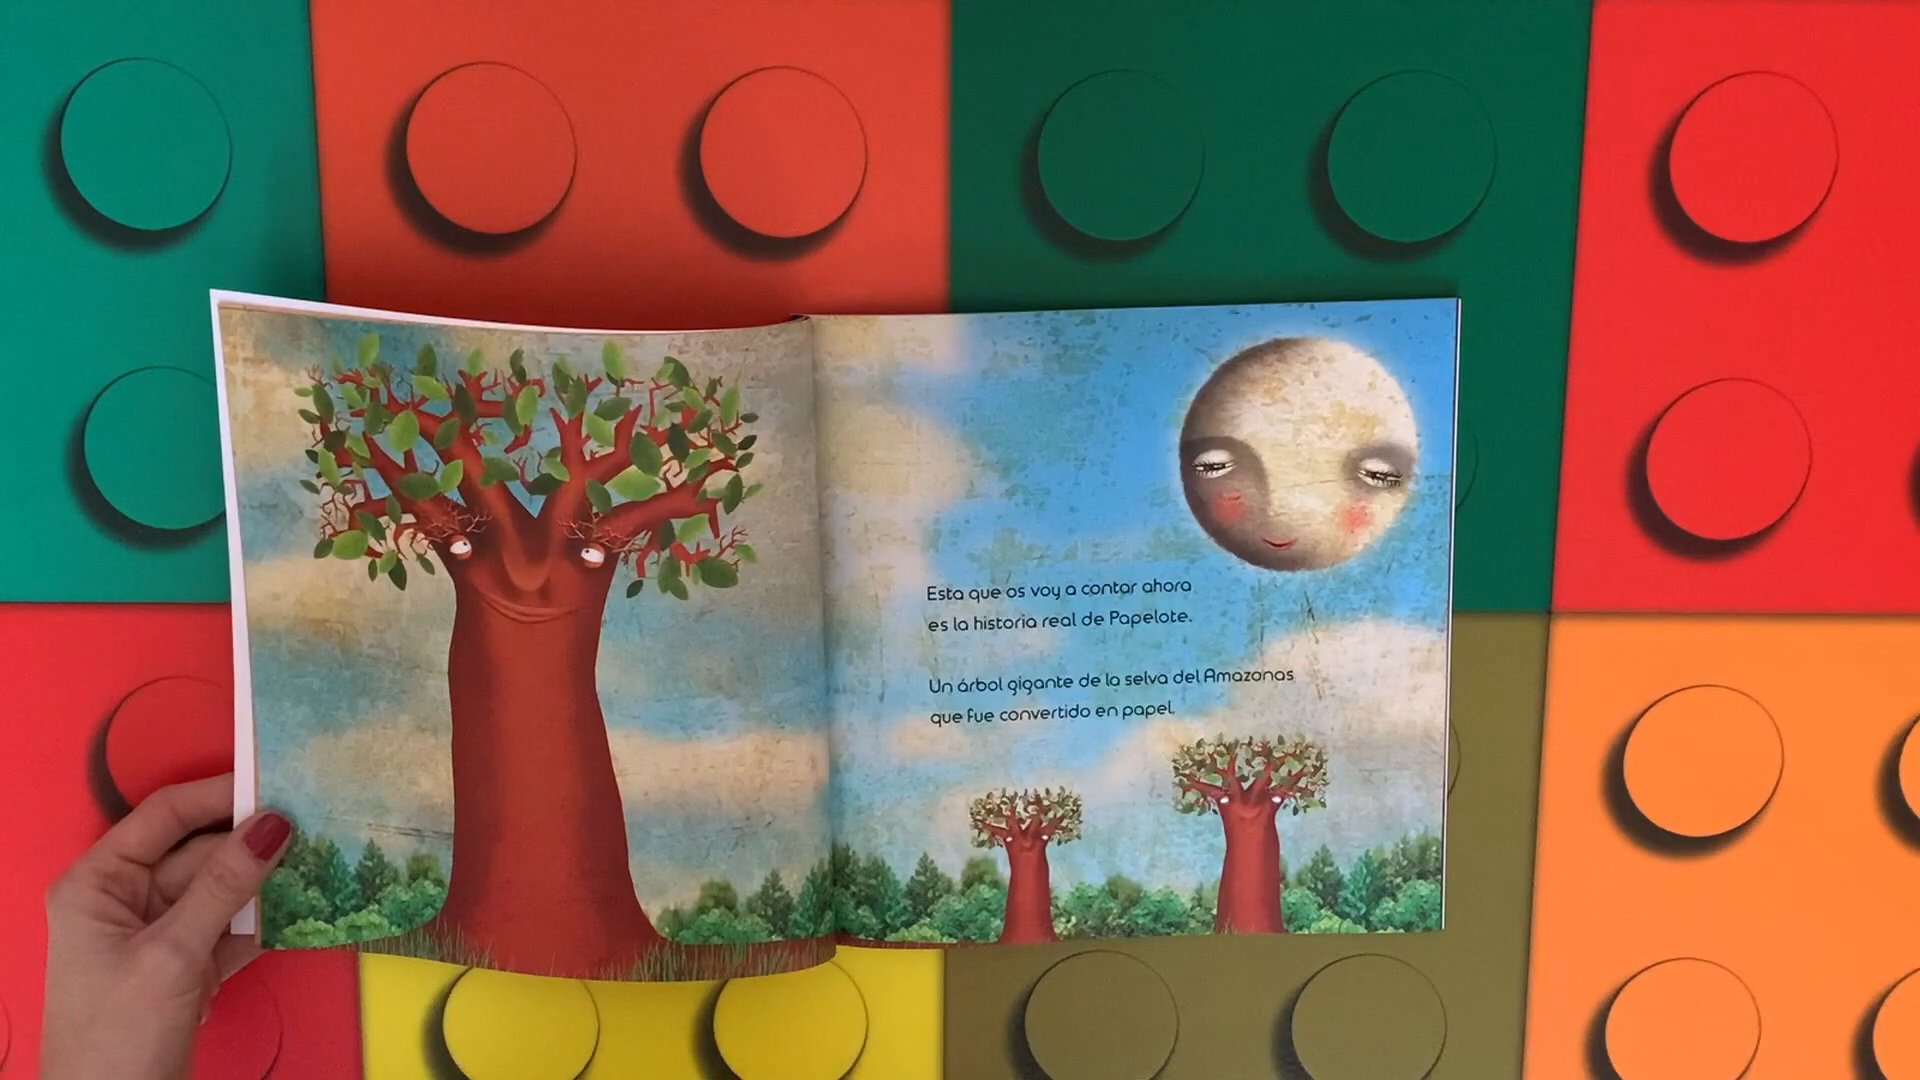 Esta que os voy a contar ahora
es la historia real de Papelote.
Un árbol gigante de la selva del Amazonas
que fue convertido en papel.